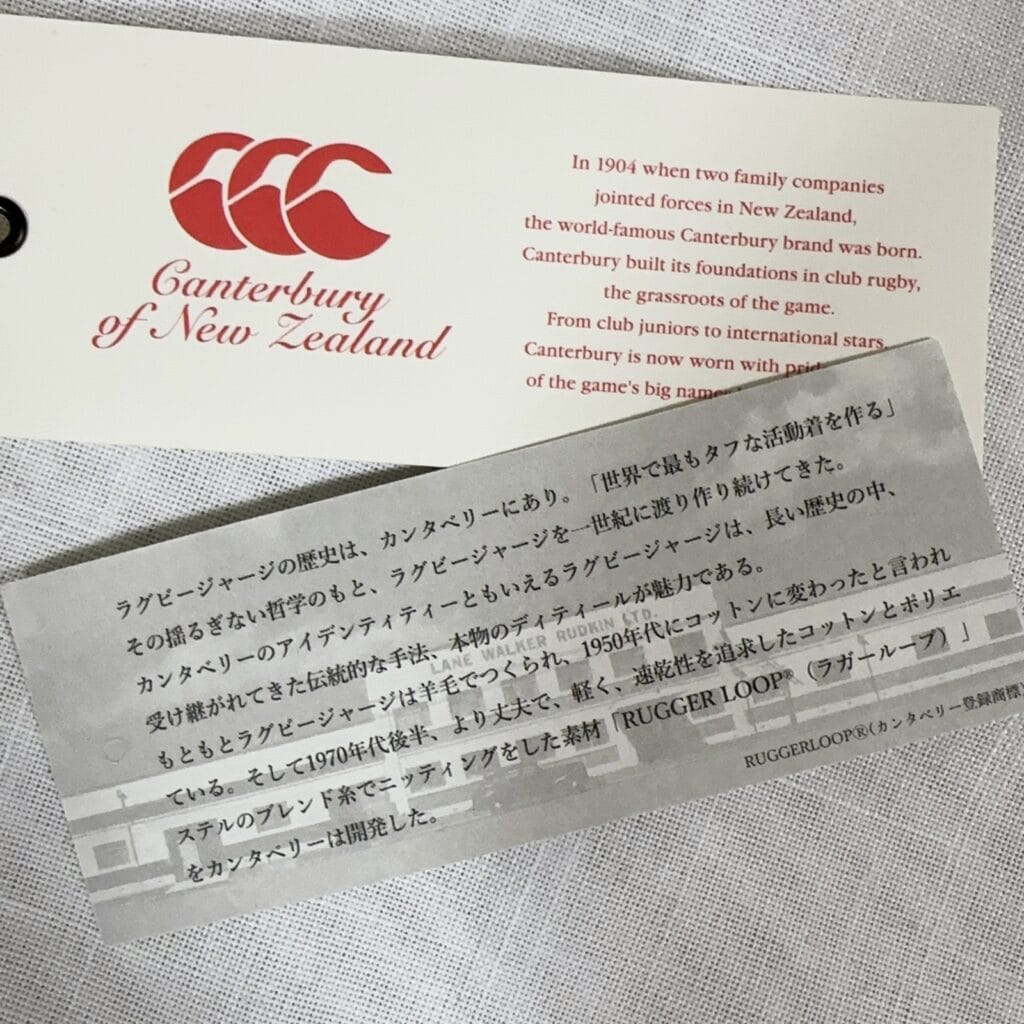 Canterbury
of New Zealand
In 1904 when two family companies
jointed forces in New Zealand,
the world-famous Canterbury brand was born.
Canterbury built its foundations in club rugby,
the grassroots of the game.
From club juniors to international stars,
Canterbury is now worn with
of the game's big
ラグビージャージの歴史は、カンタベリーにあり。「世界で最もタフな活動着を作る」
その揺るぎない哲学のもと、ラグビージャージを一世紀に渡り作り続けてきた。
カンタベリーのアイデンティティーともいえるラグビージャージは、長い歴史の中、
受け継がれてきた伝統的な手法、本物のディティールが魅力である。
もともとラグビージャージは羊毛でつくられ、1950年代にコットンに変わったと言われ
ている。そして1970年代後半、より丈夫で、軽く、速乾性を追求したコットンとポリエ
ステルのブレンド糸でニッティングをした素材「RUGGER LOOP®（ラガーループ）」
をカンタベリーは開発した。
RUGGERLOOP®(カンタベリー登録商標)
LANE WALKER RUDKIN LTD.